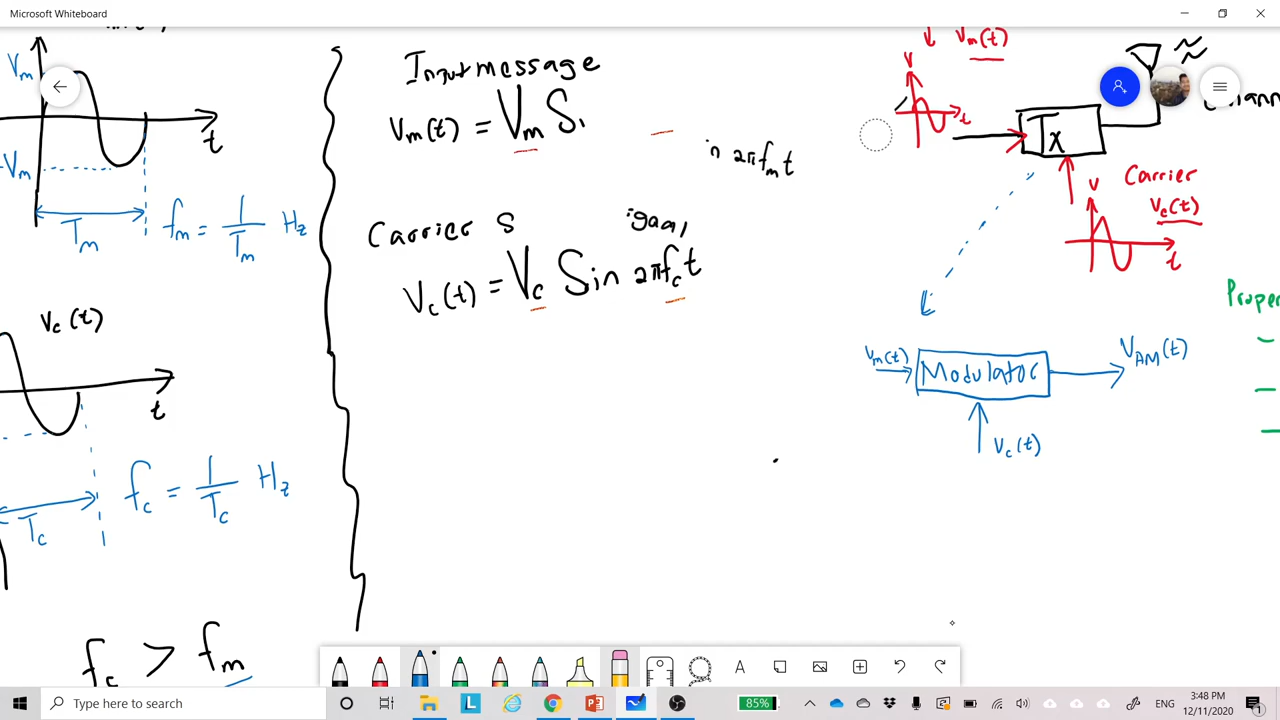 Microsoft Whiteboard
Vm
t
-Vm
Tm
fm = 1/Tm Hz
Vc(t)
t
Tc
fc = 1/Tc Hz
fc > fm
Input message
Vm(t) = Vm Si
in 2πfmt
Carrier S
Vc(t) = Vc Sin 2πfct
Vm(t)
V
t
Tx
Carrier
Vc(t)
V
t
Vm(t)
Modulator
VAM(t)
Vc(t)
A
Type here to search
85%
ENG
3:48 PM
12/11/2020